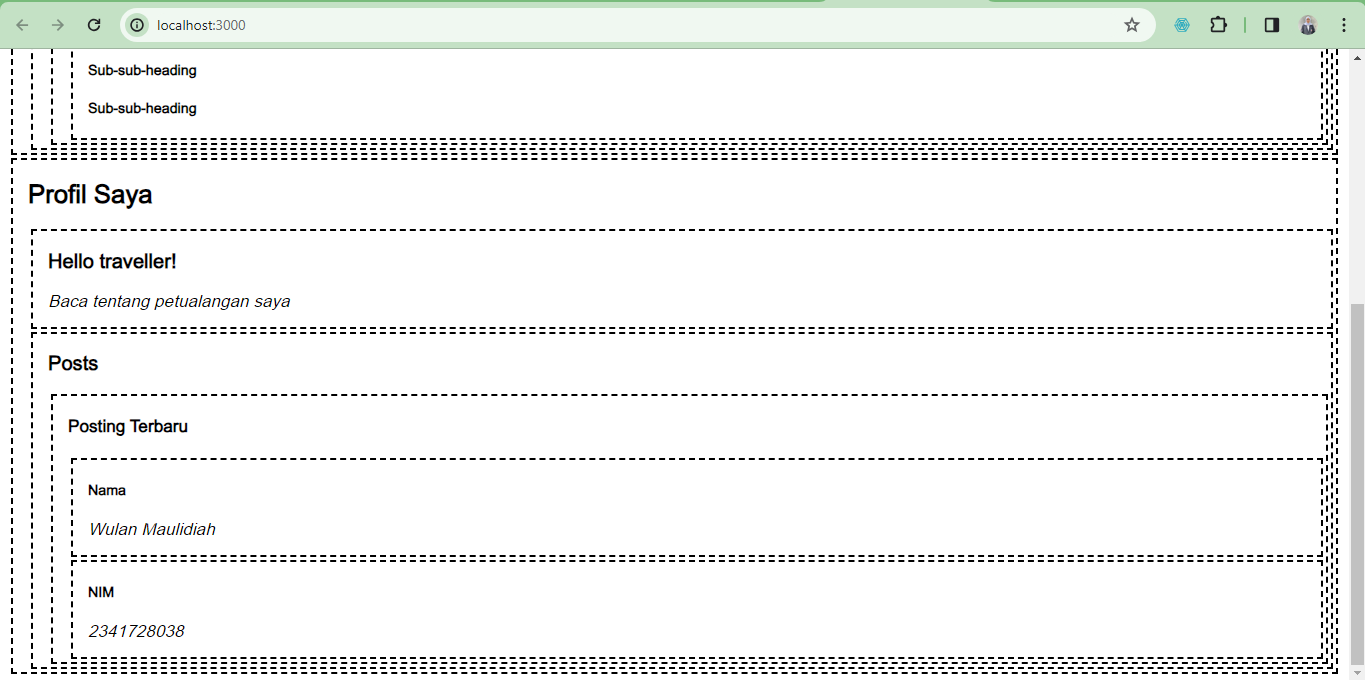 localhost:3000
Sub-sub-heading
Sub-sub-heading
Profil Saya
Hello traveller!
Baca tentang petualangan saya
Posts
Posting Terbaru
Nama
Wulan Maulidiah
NIM
2341728038